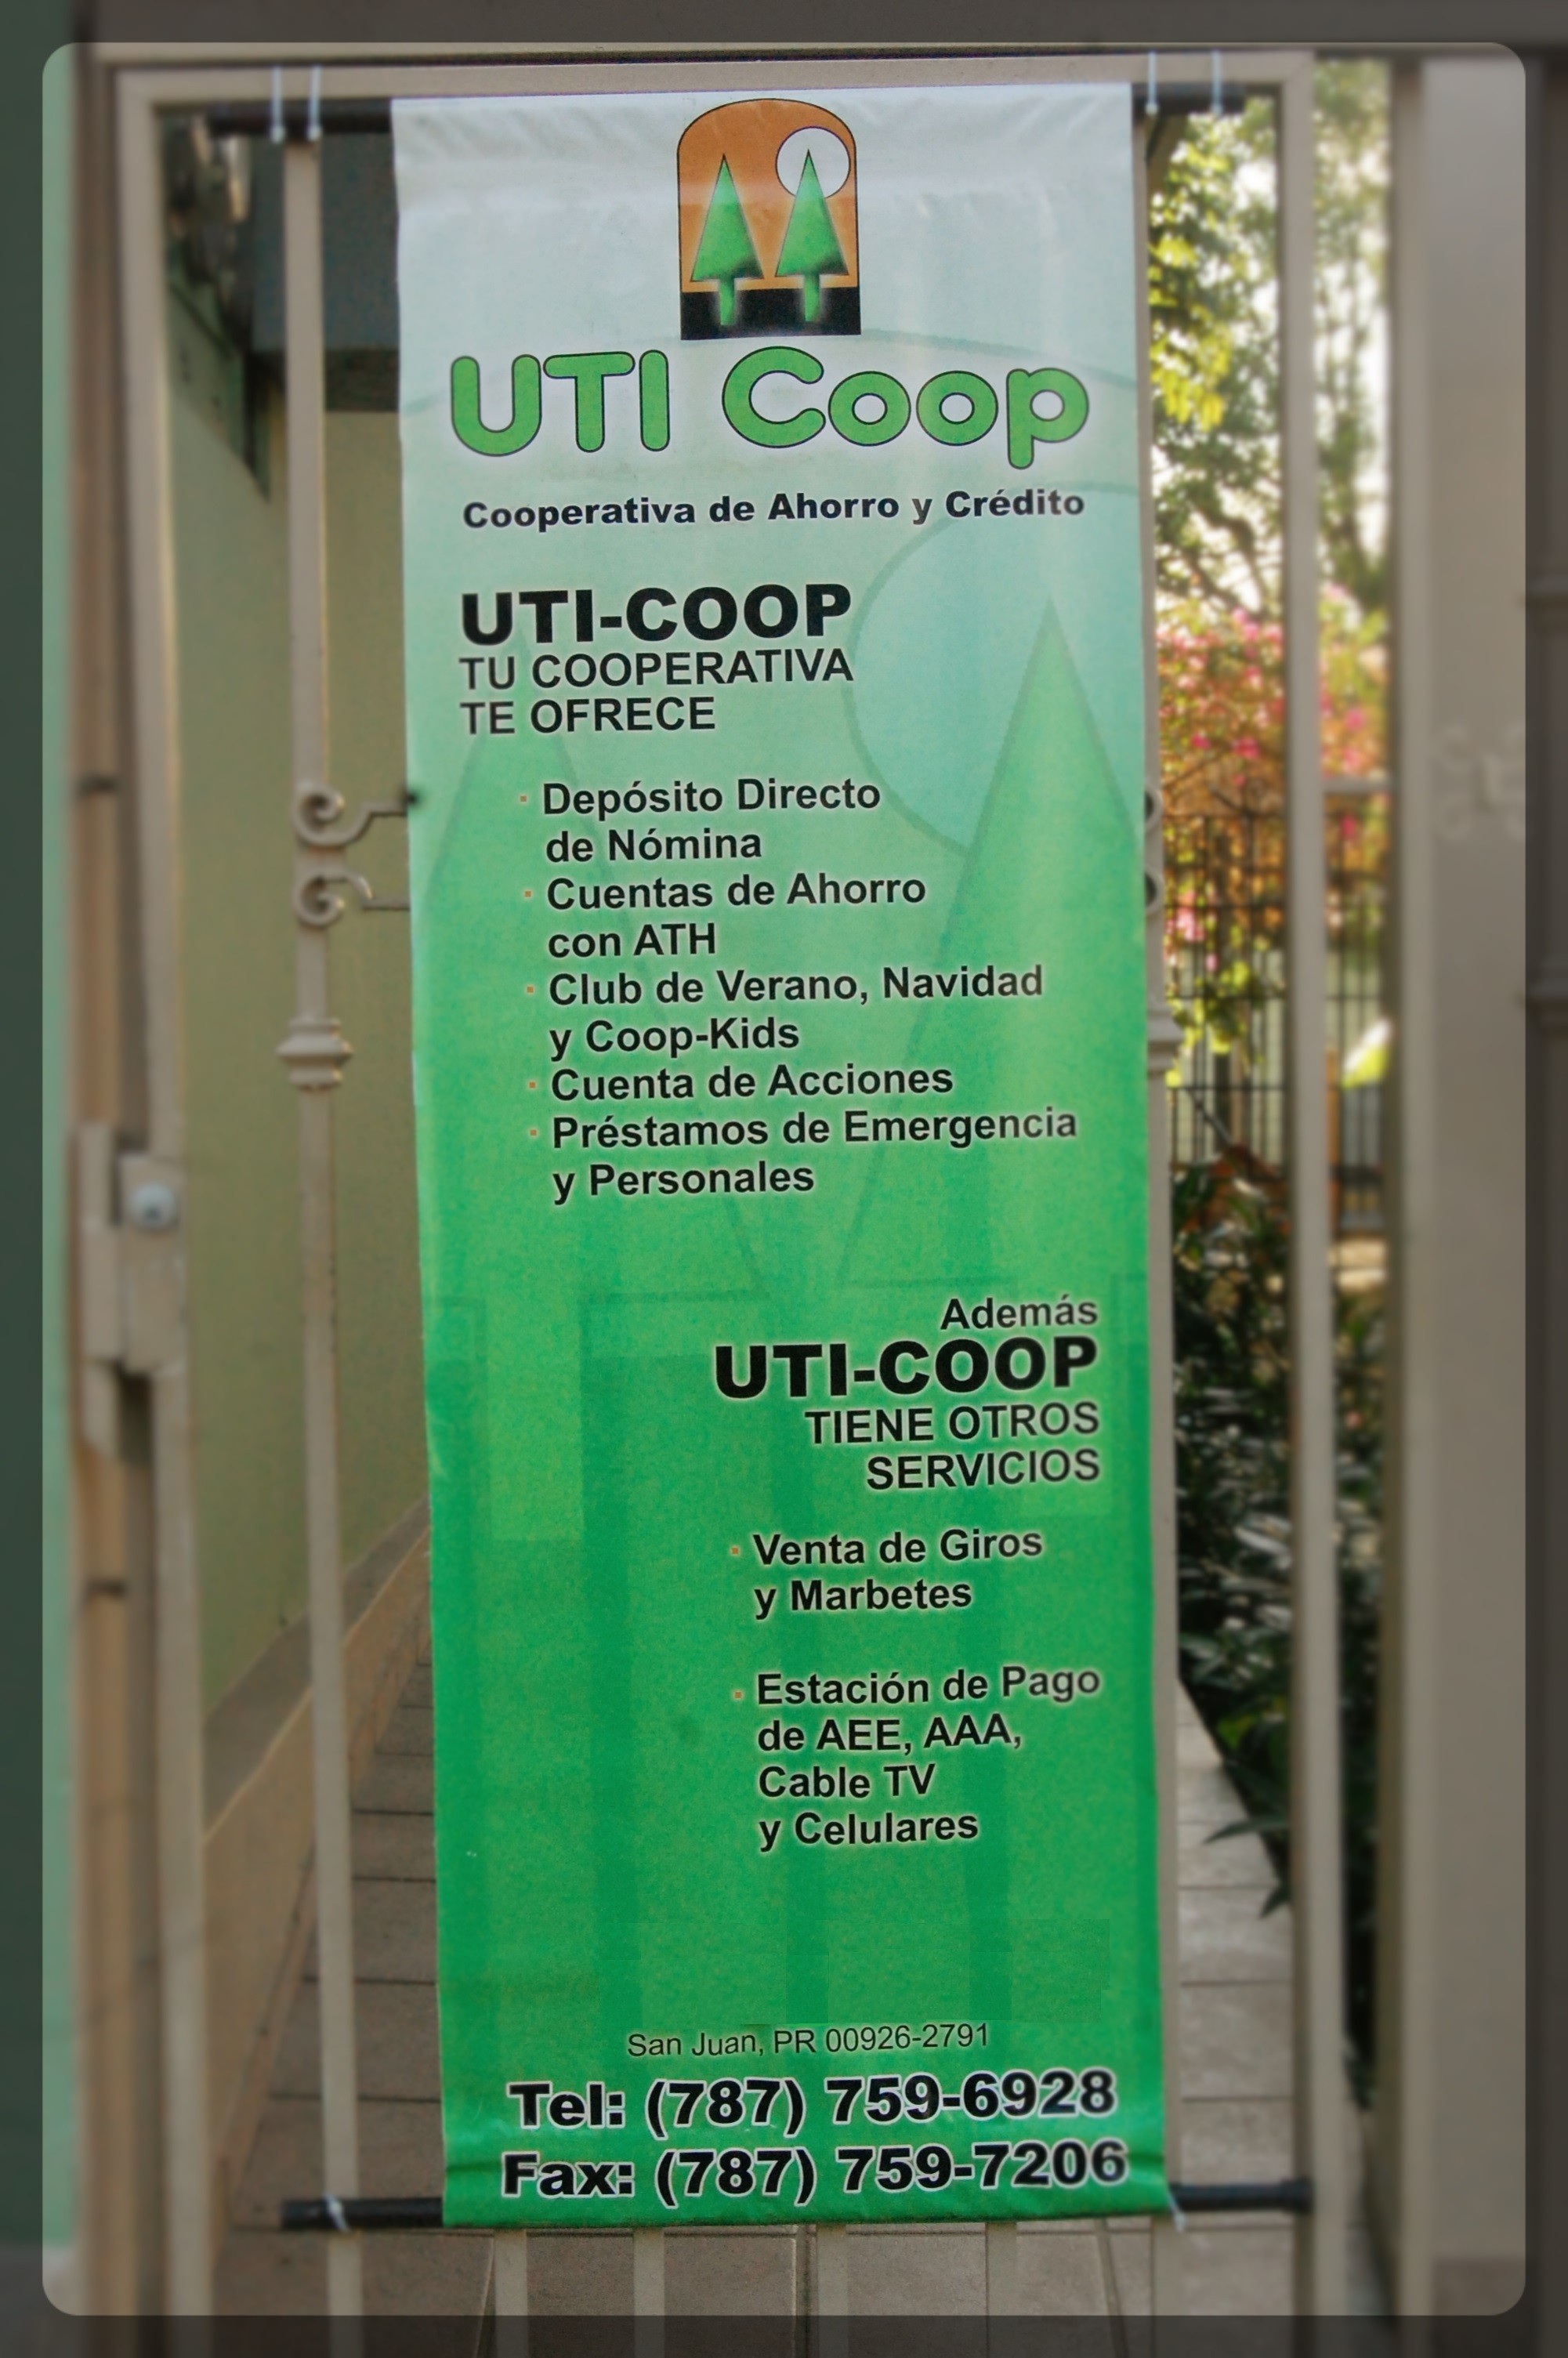 UTI Coop
Cooperativa de Ahorro y Crédito
UTI-COOP
TU COOPERATIVA
TE OFRECE
· Depósito Directo
de Nómina
· Cuentas de Ahorro
con ATH
· Club de Verano, Navidad
y Coop-Kids
· Cuenta de Acciones
· Préstamos de Emergencia
y Personales
Además
UTI-COOP
TIENE OTROS
SERVICIOS
· Venta de Giros
y Marbetes
· Estación de Pago
de AEE, AAA,
Cable TV
y Celulares
San Juan, PR 00926-2791
Tel: (787) 759-6928
Fax: (787) 759-7206